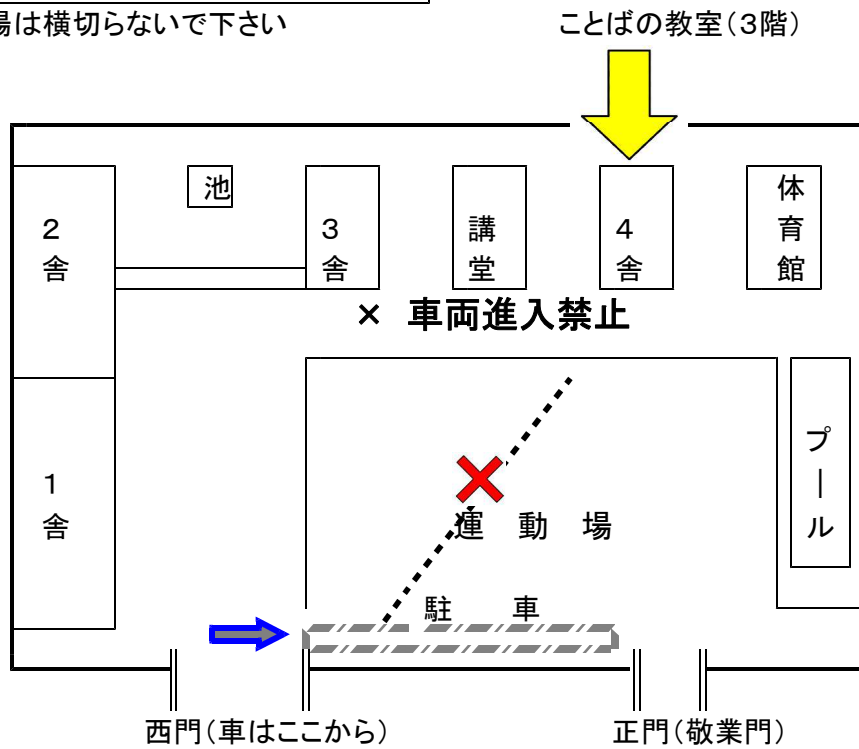 場は横切らないで下さい
ことばの教室(3階)
池
2舎
3舎
講堂
4舎
体育館
× 車両進入禁止
プール
1舎
運動場
駐車
西門(車はここから)
正門(敬業門)